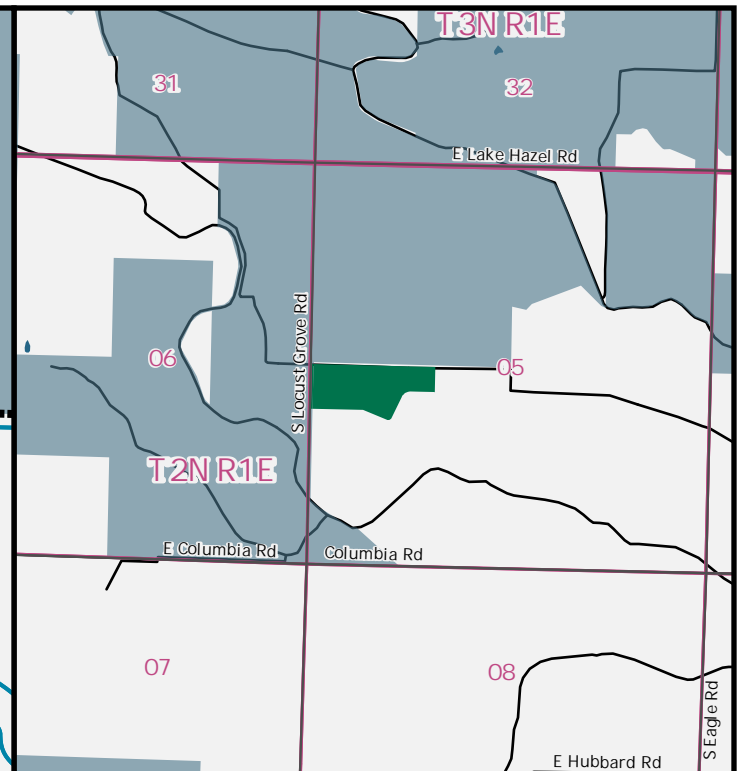 T3N R1E
31
32
E Lake Hazel Rd
S Locust Grove Rd
06
05
T2N R1E
E Columbia Rd
Columbia Rd
07
08
S Eagle Rd
E Hubbard Rd